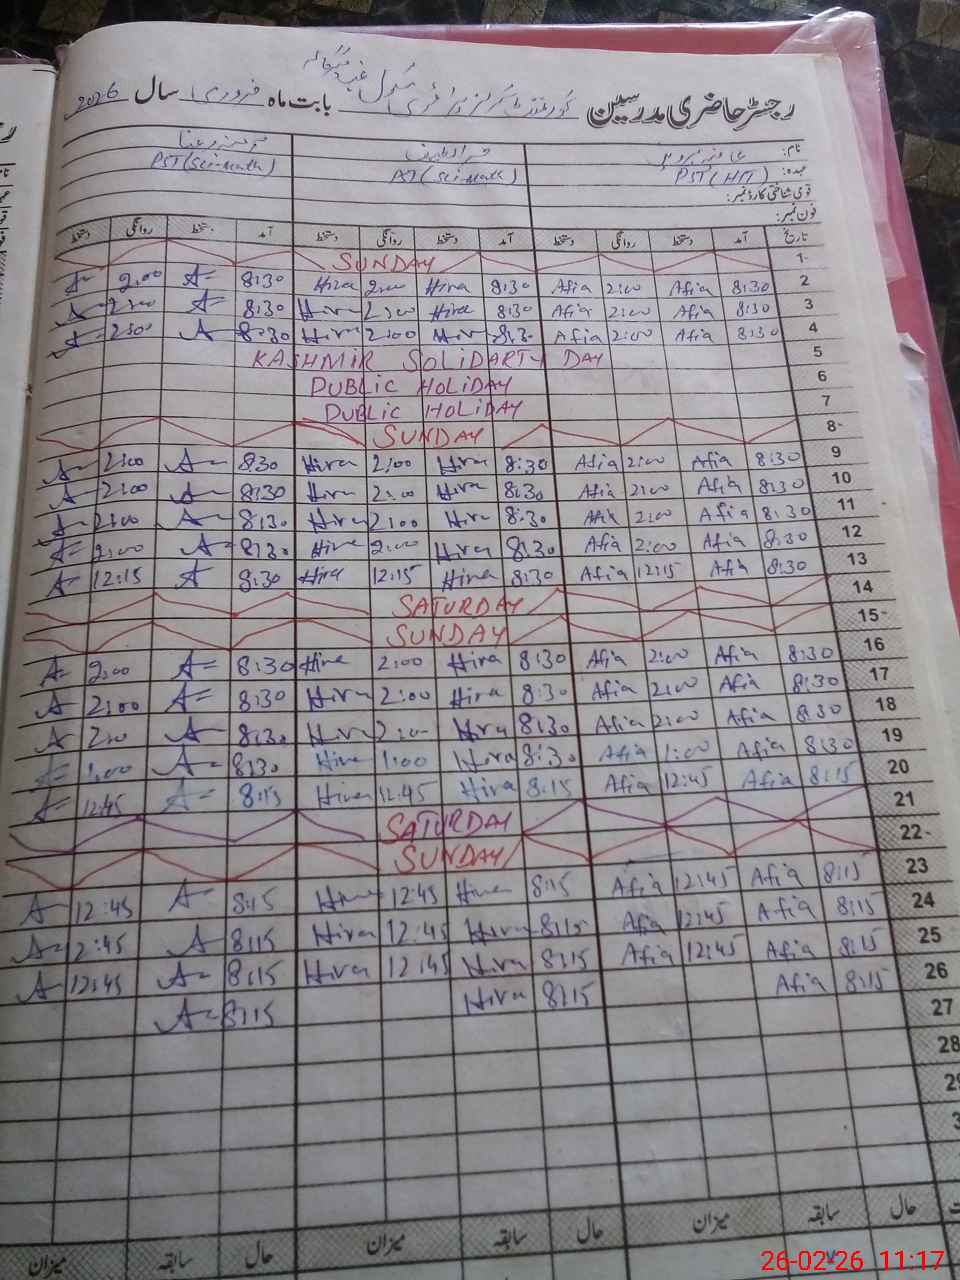 رجسٹر حاضری مدرسین گورنمنٹ گرلز پرائمری سکول بابت ماہ فروری سال 2026
نام:
عہدہ: PST (HT) PST (Sci-Math) PST (Sci-Math)
قومی شناختی کارڈ نمبر:
فون نمبر:
تاریخ آمد دستخط روانگی دستخط آمد دستخط روانگی دستخط آمد دستخط روانگی دستخط
1 SUNDAY
2 8:30 Afia 2:00 Afia 8:30 Hira 2:00 Hira 8:30 A= 2:00 A=
3 8:30 Afia 2:00 Afia 8:30 Hira 2:00 Hira 8:30 A= 2:00 A=
4 8:30 Afia 2:00 Afia 8:30 Hira 2:00 Hira 8:30 A= 2:00 A=
5 KASHMIR SOLiDARTY DAY
6 PUBLIC HOLiDAY
7 PUBLIC HOLiDAY
8 SUNDAY
9 8:30 Afia 2:00 Afia 8:30 Hira 2:00 Hira 8:30 A= 2:00 A=
10 8:30 Afia 2:00 Afia 8:30 Hira 2:00 Hira 8:30 A= 2:00 A=
11 8:30 Afia 2:00 Afia 8:30 Hira 2:00 Hira 8:30 A= 2:00 A=
12 8:30 Afia 2:00 Afia 8:30 Hira 2:00 Hira 8:30 A= 2:00 A=
13 8:30 Afia 12:15 Afia 8:30 Hira 12:15 Hira 8:30 A= 12:15 A=
14 SATURDAY
15 SUNDAY
16 8:30 Afia 2:00 Afia 8:30 Hira 2:00 Hira 8:30 A= 2:00 A=
17 8:30 Afia 2:00 Afia 8:30 Hira 2:00 Hira 8:30 A= 2:00 A=
18 8:30 Afia 2:00 Afia 8:30 Hira 2:00 Hira 8:30 A= 2:00 A=
19 8:30 Afia 1:00 Afia 8:30 Hira 1:00 Hira 8:30 A= 1:00 A=
20 8:15 Afia 12:45 Afia 8:15 Hira 12:45 Hira 8:15 A= 12:45 A=
21 SATURDAY
22 SUNDAY
23 8:15 Afia 12:45 Afia 8:15 Hira 12:45 Hira 8:15 A= 12:45 A=
24 8:15 Afia 12:45 Afia 8:15 Hira 12:45 Hira 8:15 A= 12:45 A=
25 8:15 Afia 12:45 Afia 8:15 Hira 12:45 Hira 8:15 A= 12:45 A=
26 8:15 Afia 8:15 Hira 8:15 A=
27
28
29
حال سابقہ میزان حال سابقہ میزان حال سابقہ میزان
26-02-26 11:17